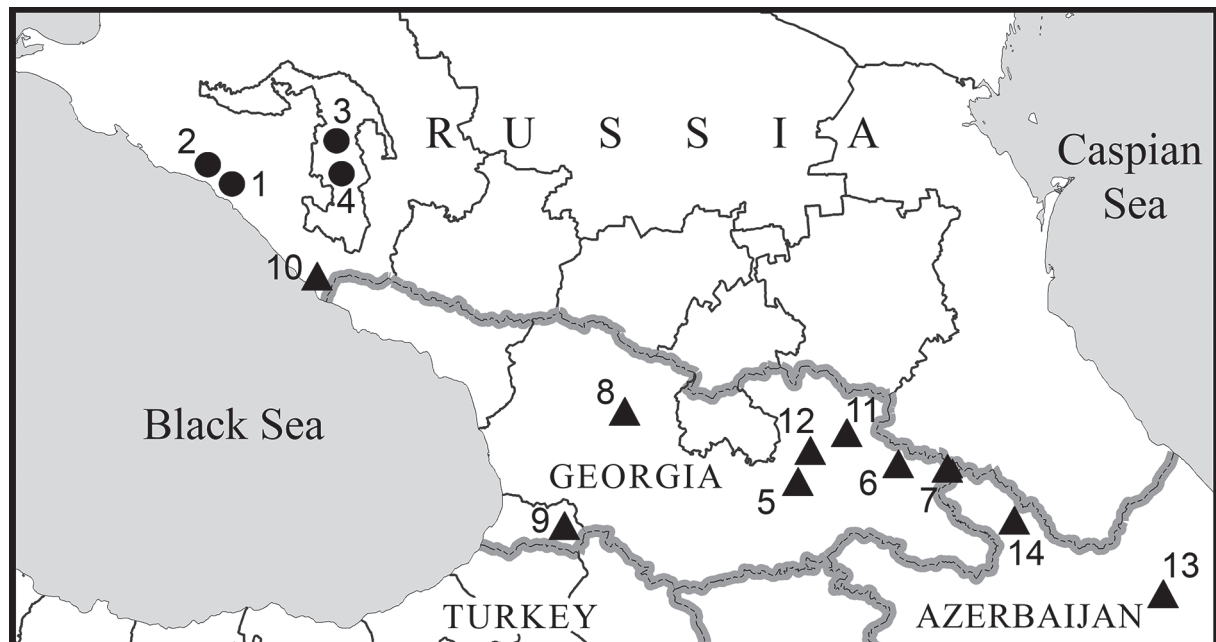 3
R U S S I A
2
1
4
Caspian
Sea
10
8
11
12
Black Sea
GEORGIA
5
6
7
9
14
13
TURKEY
AZERBAIJAN